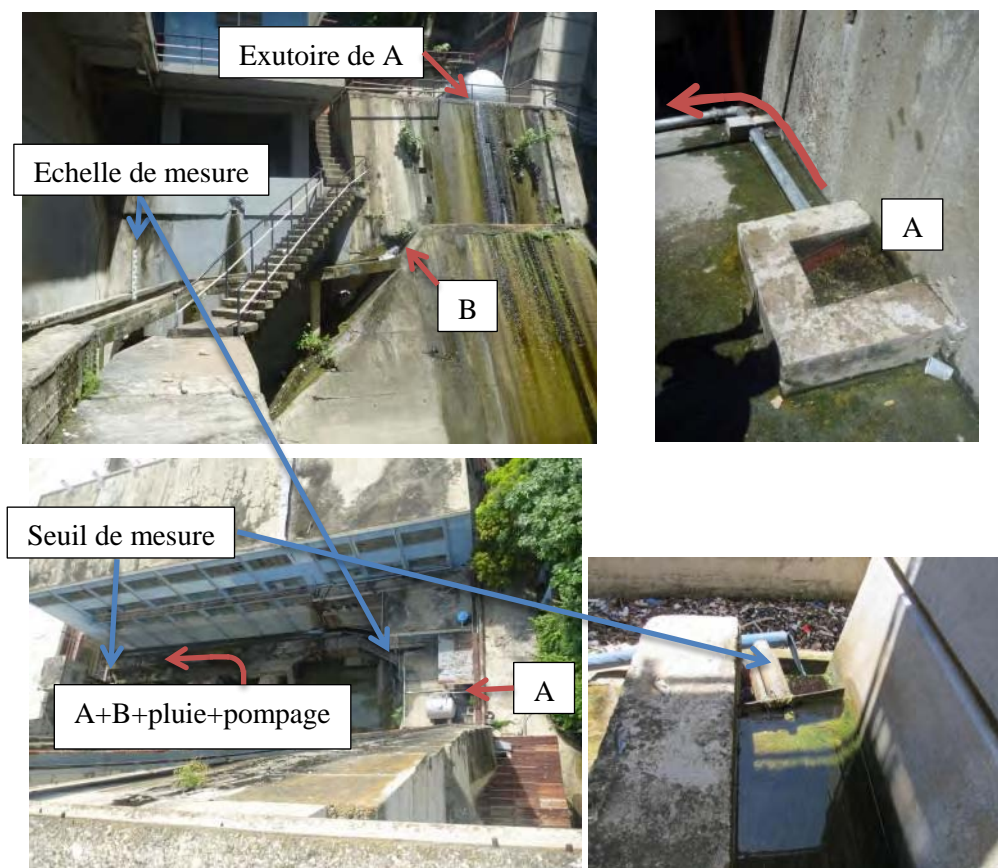 Exutoire de A
Echelle de mesure
B
A
Seuil de mesure
A
A+B+pluie+pompage